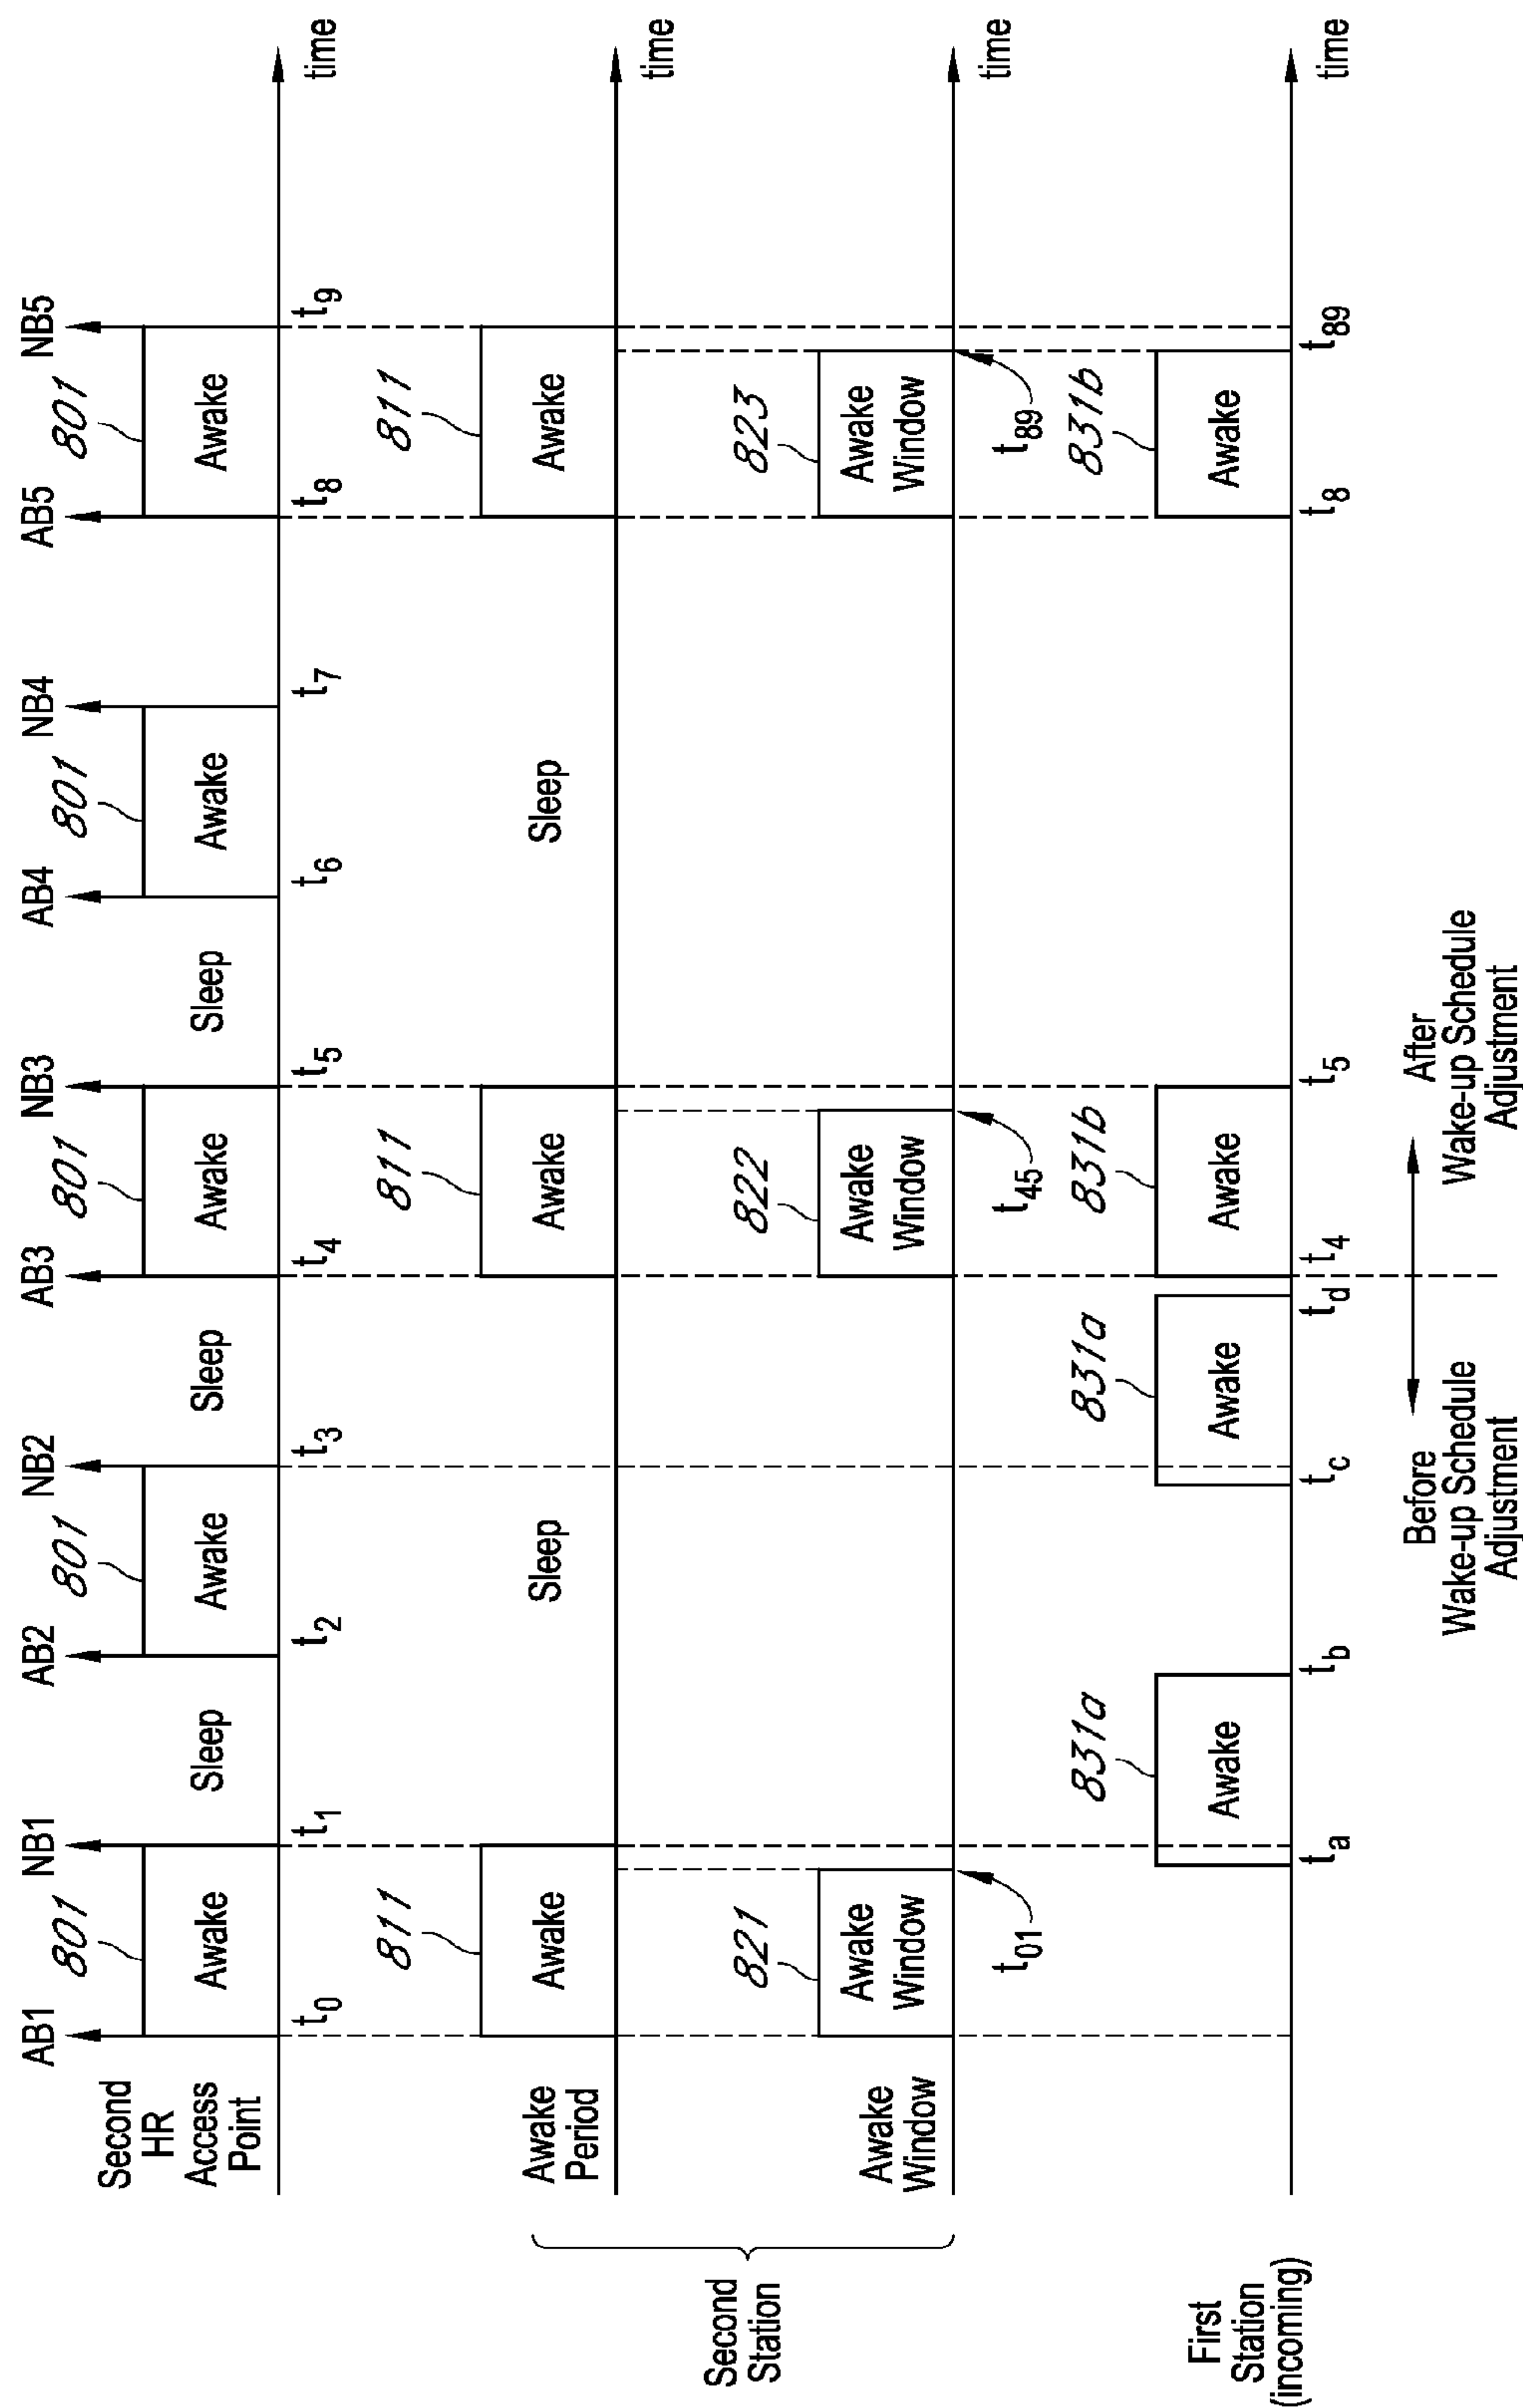 AB1
NB1
AB2
NB2
AB3
NB3
AB4
NB4
AB5
NB5
801
801
801
801
801
Second
HR
Access
Point
Awake
Sleep
Awake
Sleep
Awake
Sleep
Awake
Awake
t0
t1
t2
t3
t4
t5
t6
t7
t8
t9
time
811
811
811
Awake
Period
Awake
Sleep
Awake
Sleep
Awake
time
Second
Station
821
822
823
Awake
Window
Awake
Window
Awake
Window
Awake
Window
time
t01
t45
t89
831a
831a
831b
831b
First
Station
(incoming)
Awake
Awake
Awake
Awake
ta
tb
tc
td
t4
t5
t8
t89
time
Before
Wake-up Schedule
Adjustment
After
Wake-up Schedule
Adjustment